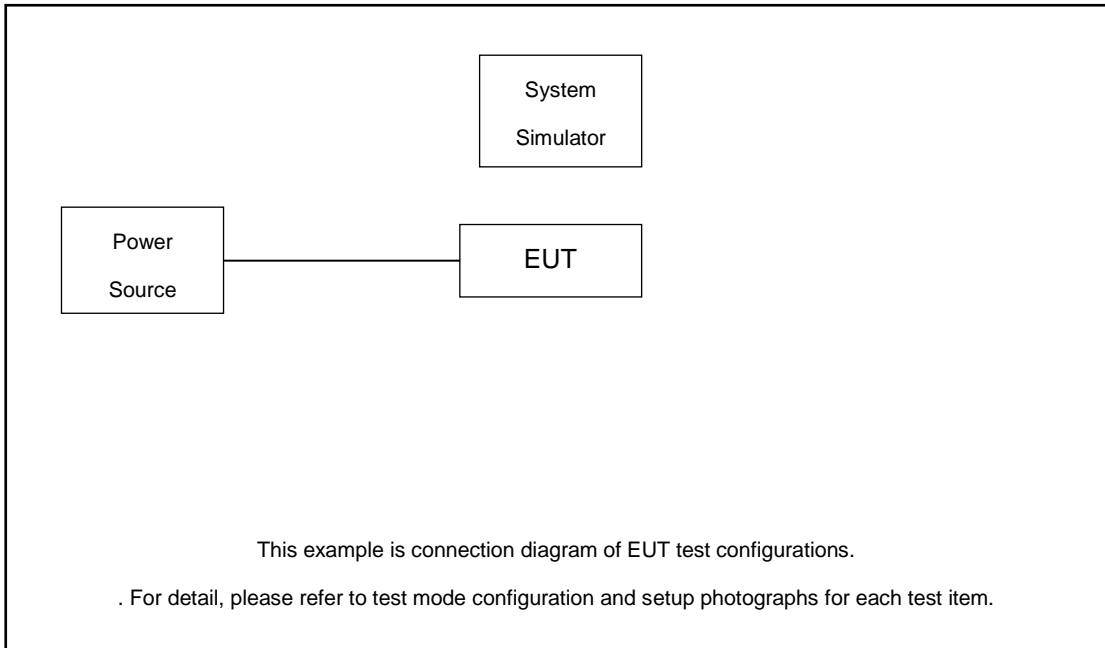 System
Simulator
Power
Source
EUT
This example is connection diagram of EUT test configurations.
. For detail, please refer to test mode configuration and setup photographs for each test item.